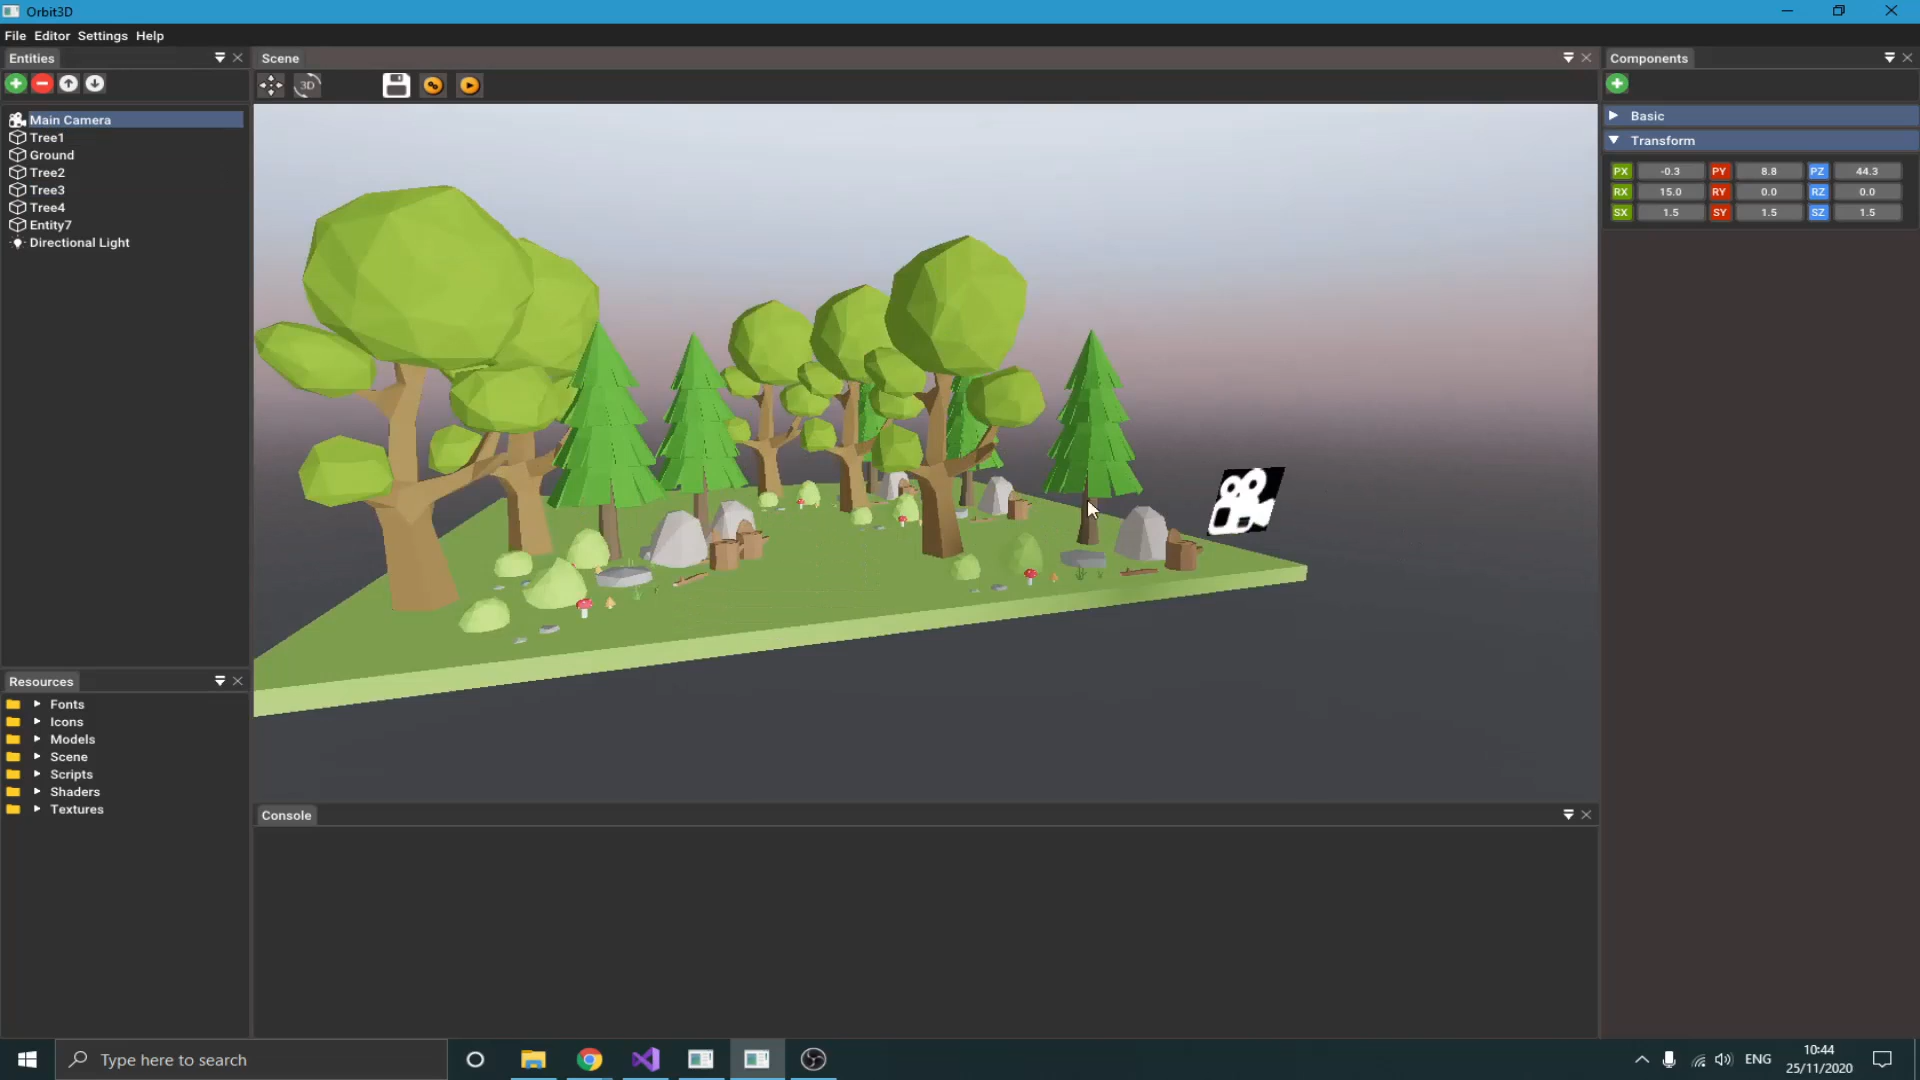 Orbit3D
File Editor Settings Help
Entities
Main Camera
Tree1
Ground
Tree2
Tree3
Tree4
Entity7
Directional Light
Resources
Fonts
Icons
Models
Scene
Scripts
Shaders
Textures
Scene
3D
Console
Components
Basic
Transform
PX -0.3 PY 8.8 PZ 44.3
RX 15.0 RY 0.0 RZ 0.0
SX 1.5 SY 1.5 SZ 1.5
Type here to search
ENG
10:44
25/11/2020